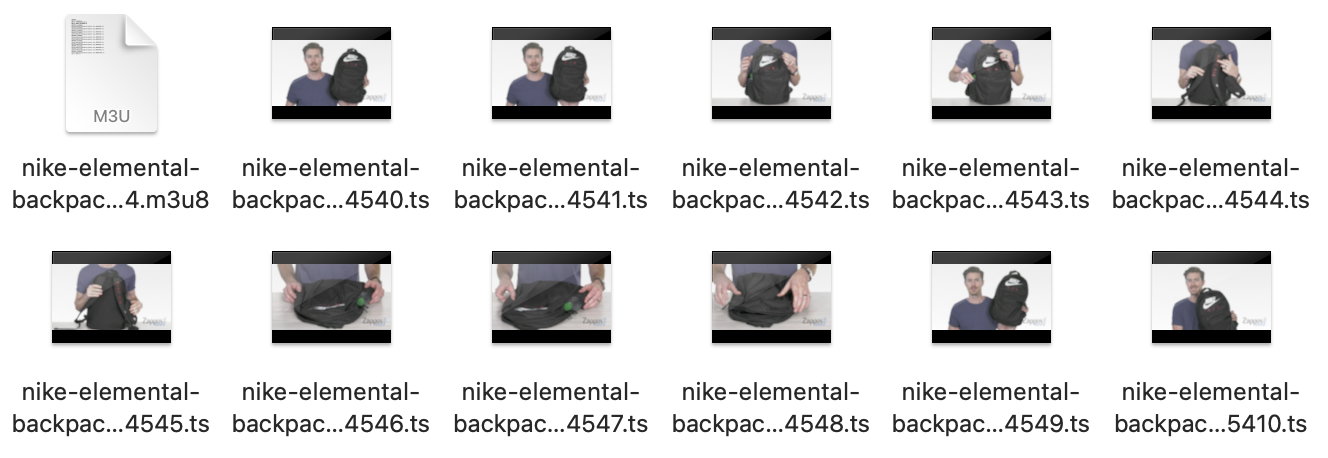 M3U
nike-elemental-
backpac...4.m3u8
nike-elemental-
backpac...4540.ts
nike-elemental-
backpac...4541.ts
nike-elemental-
backpac...4542.ts
nike-elemental-
backpac...4543.ts
nike-elemental-
backpac...4544.ts
nike-elemental-
backpac...4545.ts
nike-elemental-
backpac...4546.ts
nike-elemental-
backpac...4547.ts
nike-elemental-
backpac...4548.ts
nike-elemental-
backpac...4549.ts
nike-elemental-
backpac...5410.ts